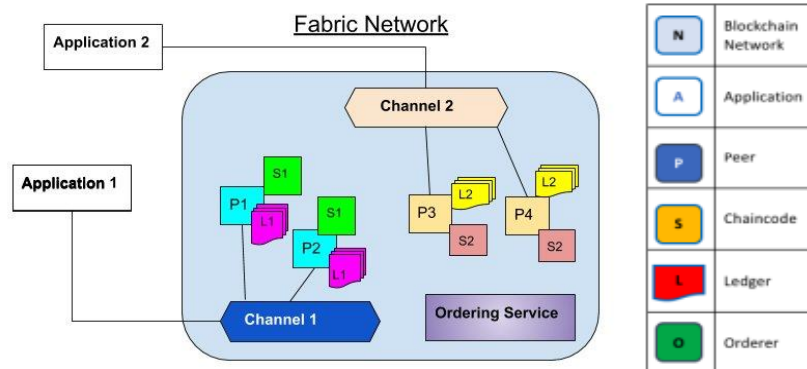 Fabric Network
Application 2
Channel 2
Application 1
S1
P1
L1
S1
P2
L1
L2
P3
S2
L2
P4
S2
Channel 1
Ordering Service
N Blockchain
Network
A Application
P Peer
S Chaincode
L Ledger
O Orderer